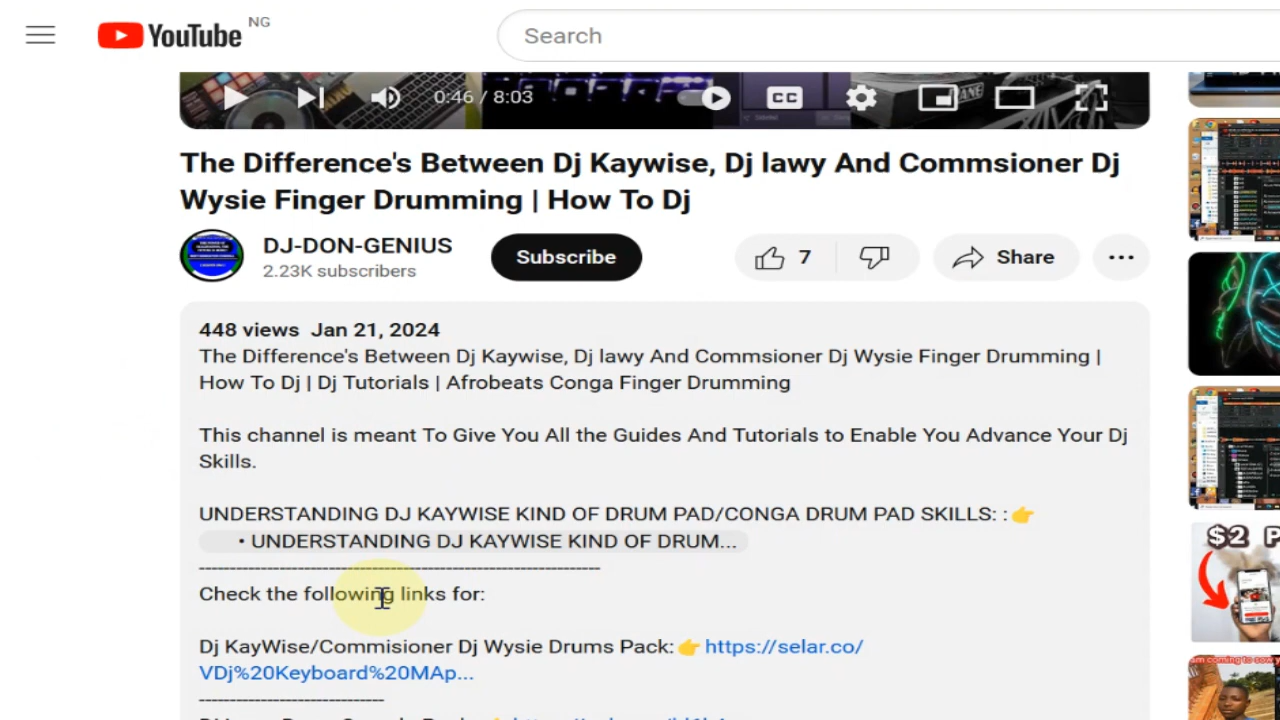 YouTube NG
Search
0:46 / 8:03
CC
The Difference's Between Dj Kaywise, Dj lawy And Commsioner Dj
Wysie Finger Drumming | How To Dj
DJ-DON-GENIUS
2.23K subscribers
Subscribe
7
Share
448 views Jan 21, 2024
The Difference's Between Dj Kaywise, Dj lawy And Commsioner Dj Wysie Finger Drumming |
How To Dj | Dj Tutorials | Afrobeats Conga Finger Drumming
This channel is meant To Give You All the Guides And Tutorials to Enable You Advance Your Dj
Skills.
UNDERSTANDING DJ KAYWISE KIND OF DRUM PAD/CONGA DRUM PAD SKILLS: :👉
• UNDERSTANDING DJ KAYWISE KIND OF DRUM...
---------------------------------------------------------------
Check the following links for:
Dj KayWise/Commisioner Dj Wysie Drums Pack: 👉 https://selar.co/
VDj%20Keyboard%20MAp...
-----------------------------
$2 P